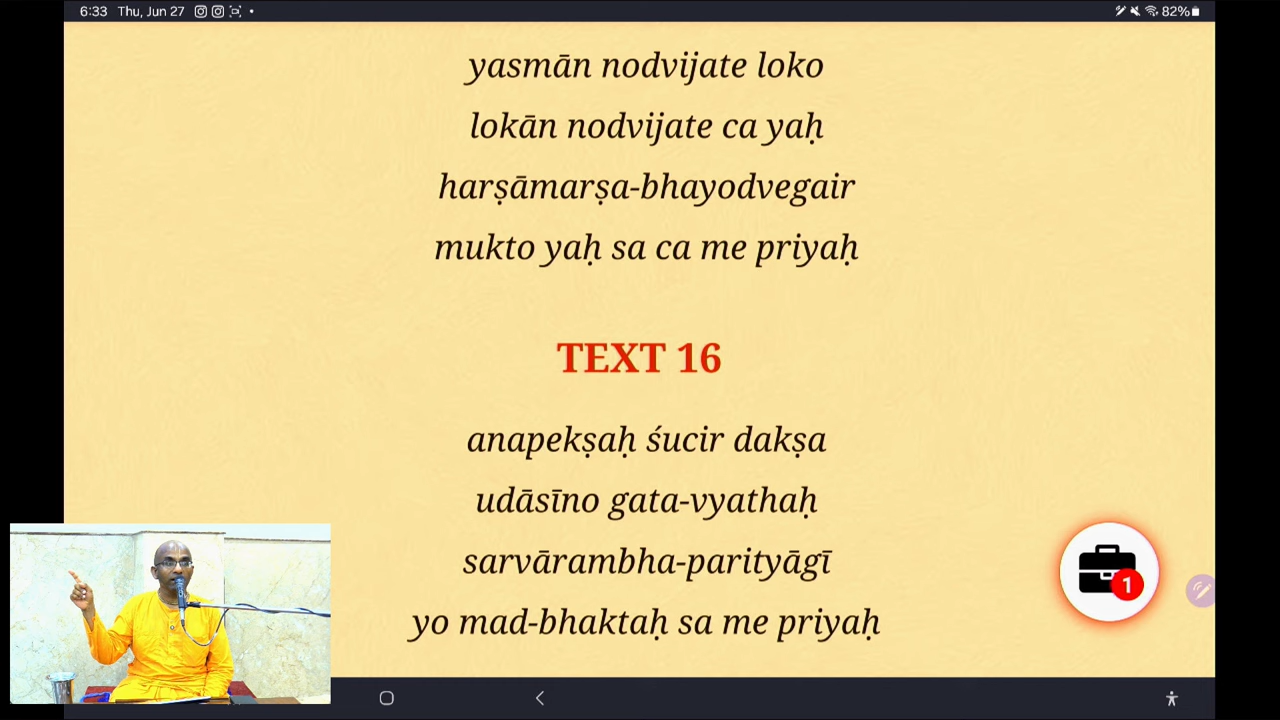 6:33 Thu, Jun 27 82%
yasmān nodvijate loko
lokān nodvijate ca yaḥ
harṣāmarṣa-bhayodvegair
mukto yaḥ sa ca me priyaḥ
TEXT 16
anapekṣaḥ śucir dakṣa
udāsīno gata-vyathaḥ
sarvārambha-parityāgī
yo mad-bhaktaḥ sa me priyaḥ
1